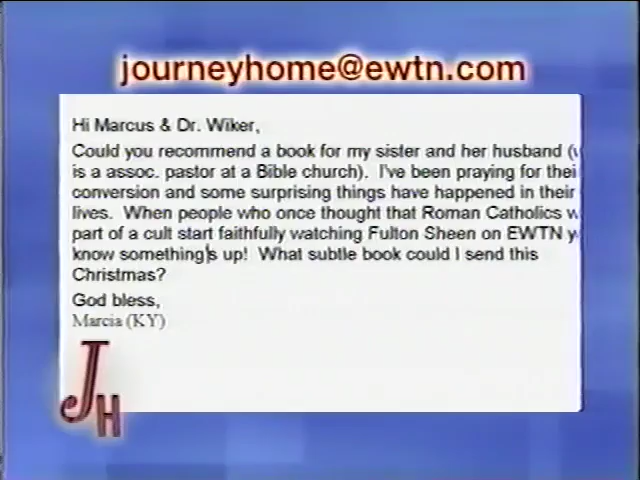 journeyhome@ewtn.com
Hi Marcus & Dr. Wiker,
Could you recommend a book for my sister and her husband (
is a assoc. pastor at a Bible church). I've been praying for thei
conversion and some surprising things have happened in their
lives. When people who once thought that Roman Catholics w
part of a cult start faithfully watching Fulton Sheen on EWTN y
know something's up! What subtle book could I send this
Christmas?
God bless,
Marcia (KY)
JH